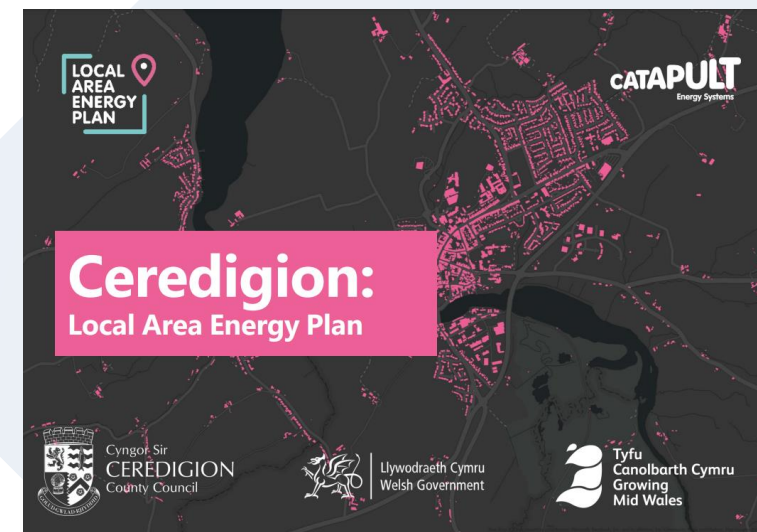 LOCAL
AREA
ENERGY
PLAN
CATAPULT
Energy Systems
Ceredigion:
Local Area Energy Plan
Cyngor Sir
CEREDIGION
County Council
Llywodraeth Cymru
Welsh Government
Tyfu
Canolbarth Cymru
Growing
Mid Wales